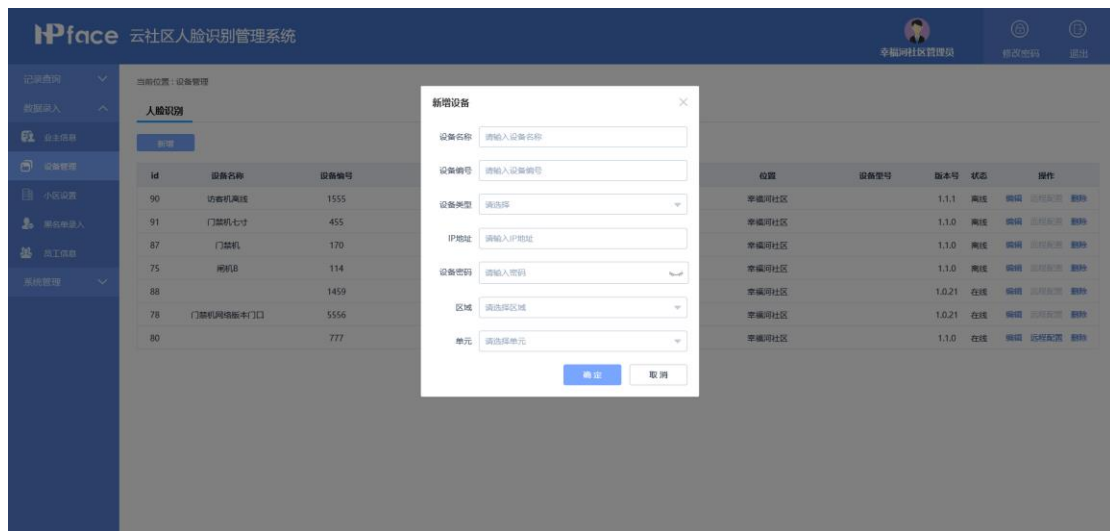 HPface 云社区人脸识别管理系统
幸福河社区管理员
修改密码
退出
记录查询
数据录入
业主信息
设备管理
小区设置
黑名单录入
员工信息
系统管理
当前位置：设备管理
人脸识别
新增
id 设备名称 设备编号 位置 设备型号 版本号 状态 操作
90 访客机离线 1555 幸福河社区 1.1.1 离线 编辑 远程配置 删除
91 门禁机七寸 455 幸福河社区 1.1.0 离线 编辑 远程配置 删除
87 门禁机 170 幸福河社区 1.1.0 离线 编辑 远程配置 删除
75 闸机B 114 幸福河社区 1.1.0 离线 编辑 远程配置 删除
88 1459 幸福河社区 1.0.21 在线 编辑 远程配置 删除
78 门禁机网络版本门口 5556 幸福河社区 1.0.21 在线 编辑 远程配置 删除
80 777 幸福河社区 1.1.0 在线 编辑 远程配置 删除
新增设备
设备名称 请输入设备名称
设备编号 请输入设备编号
设备类型 请选择
IP地址 请输入IP地址
设备密码 请输入密码
区域 请选择区域
单元 请选择单元
确 定 取 消